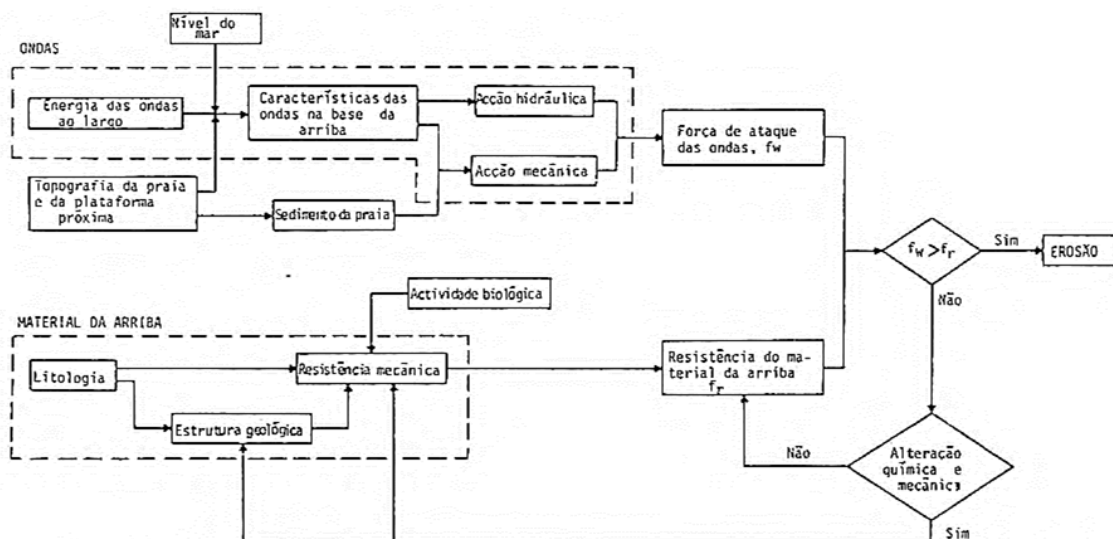 Nível do
mar
ONDAS
Energia das ondas
ao largo
Características das
ondas na base da
arriba
Acção hidráulica
Acção mecânica
Força de ataque
das ondas, fw
Topografia da praia
e da plataforma
próxima
Sedimento da praia
fw>fr
Sim
EROSÃO
Não
Actividade biológica
MATERIAL DA ARRIBA
Litologia
Resistência mecânica
Estrutura geológica
Resistência do ma-
terial da arriba
fr
Não
Alteração
química e
mecânica
Sim